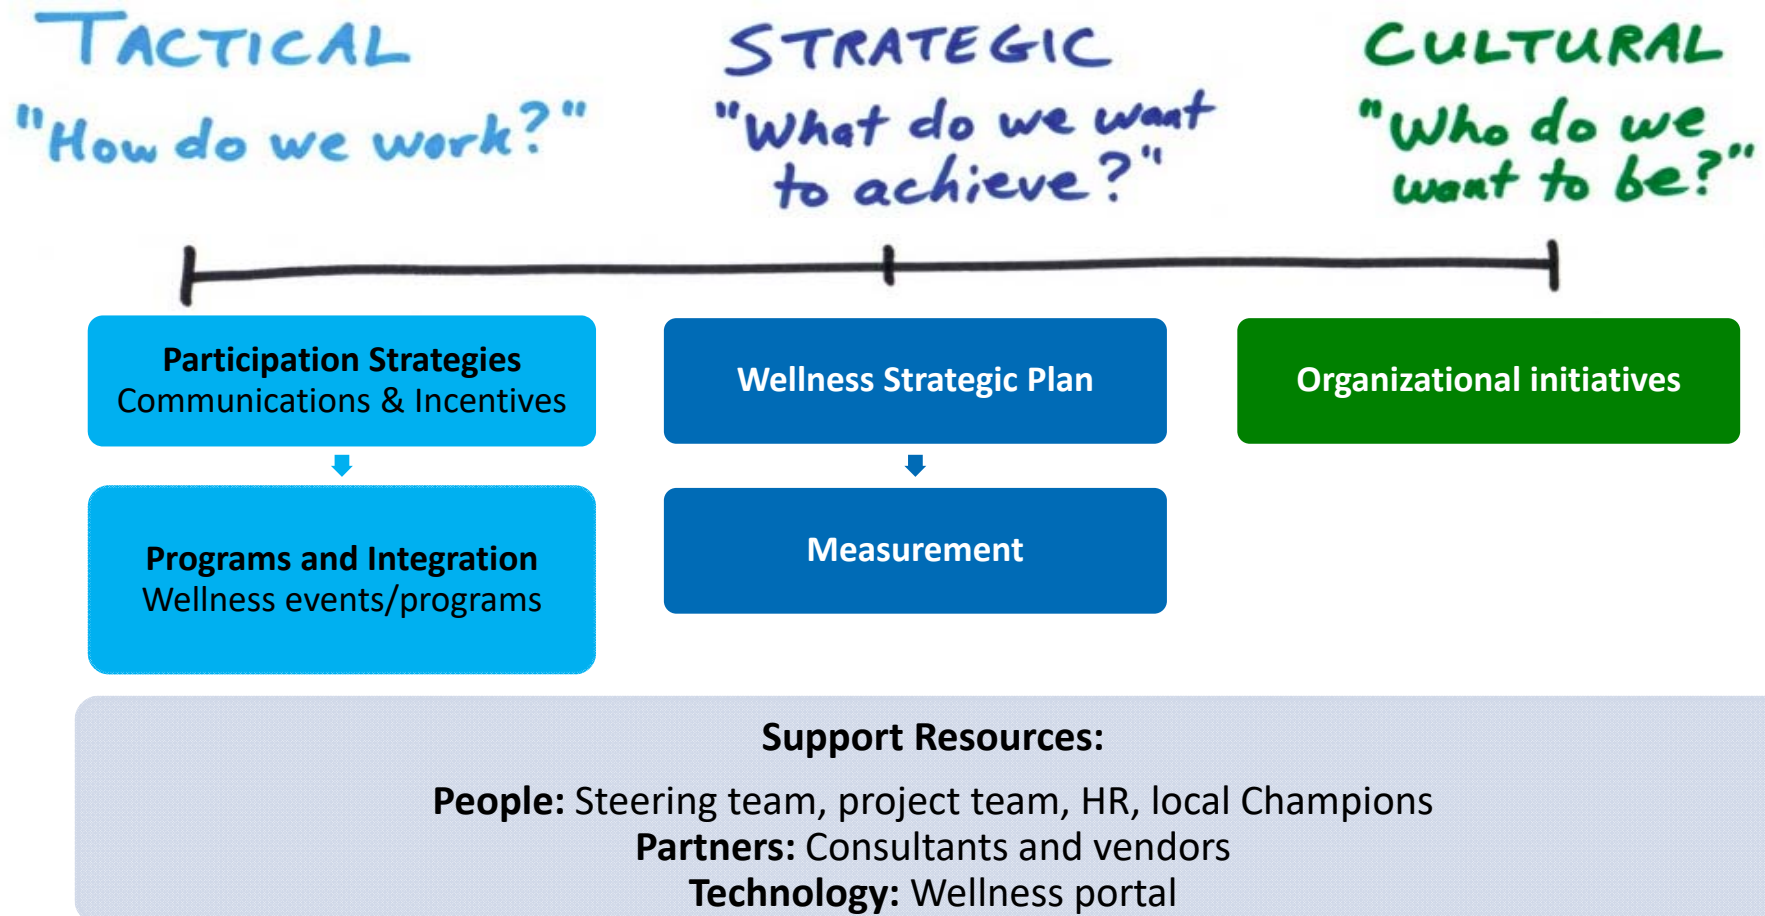 TACTICAL
"How do we work?"
STRATEGIC
"What do we want
to achieve?"
CULTURAL
"Who do we
want to be?"
Participation Strategies
Communications & Incentives
Programs and Integration
Wellness events/programs
Wellness Strategic Plan
Measurement
Organizational initiatives
Support Resources:
People: Steering team, project team, HR, local Champions
Partners: Consultants and vendors
Technology: Wellness portal